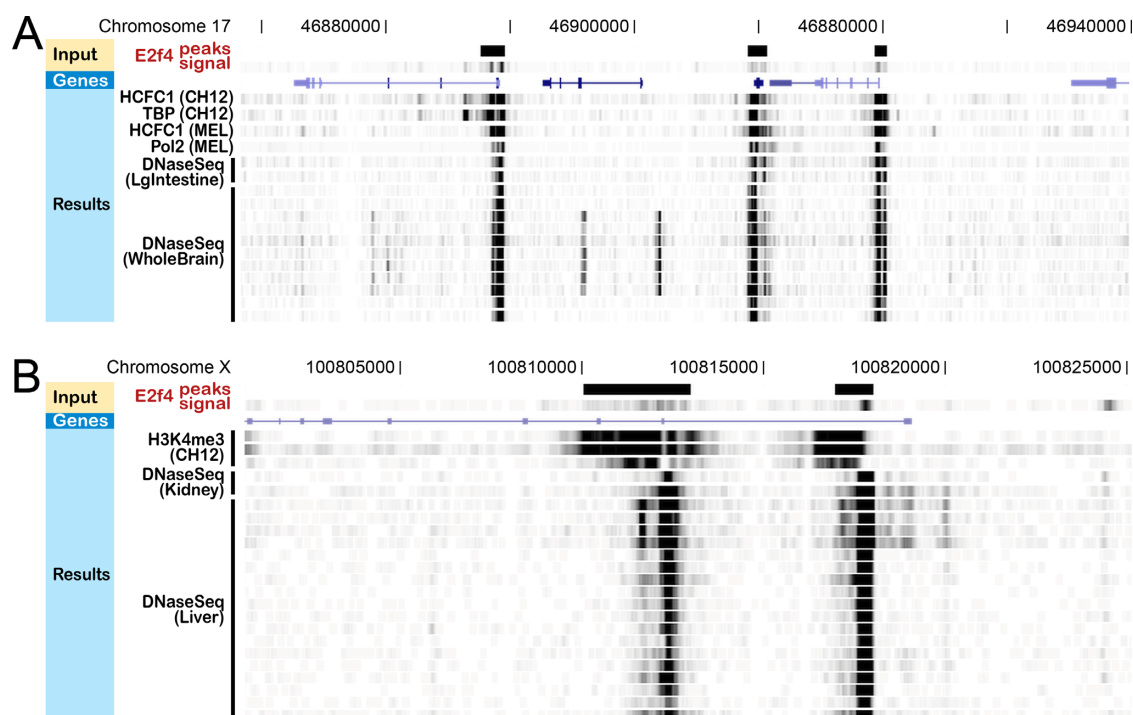 A
Chromosome 17 | 46880000 | | 46900000 | | 46880000 | | 46940000 |
Input E2f4 peaks
signal
Genes
HCFC1 (CH12)
TBP (CH12
HCFC1 (MEL)
Pol2 (MEL)
DNaseSeq
(LgIntestine)
Results
DNaseSeq
(WholeBrain)
B
Chromosome X 100805000 | 100810000 | 100815000 | 100820000 | 100825000 |
Input E2f4 peaks
signal
Genes
H3K4me3
(CH12)
DNaseSeq
(Kidney)
Results
DNaseSeq
(Liver)